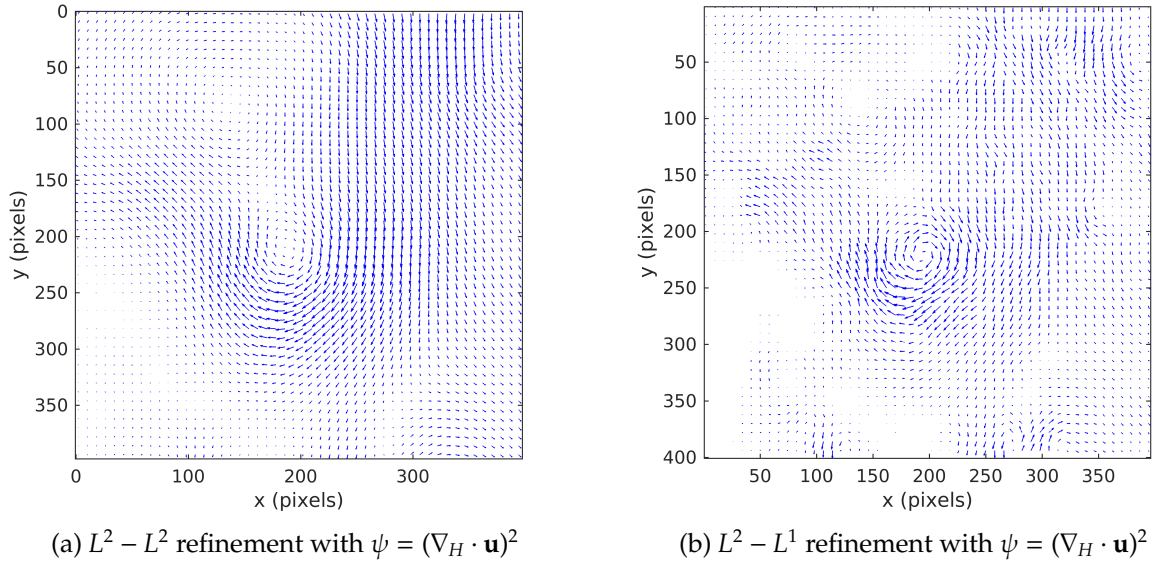 0
50
100
150
200
250
300
350
0 100 200 300
x (pixels)
y (pixels)
50
100
150
200
250
300
350
400
50 100 150 200 250 300 350
x (pixels)
y (pixels)
(a) L² − L² refinement with ψ = (∇_H · u)²
(b) L² − L¹ refinement with ψ = (∇_H · u)²